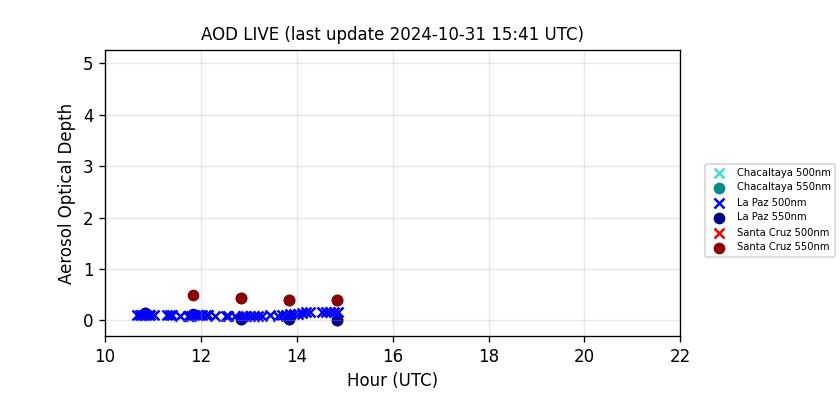 AOD LIVE (last update 2024-10-31 15:41 UTC)
Aerosol Optical Depth
5
4
3
2
1
0
10 12 14 16 18 20 22
Hour (UTC)
Chacaltaya 500nm
Chacaltaya 550nm
La Paz 500nm
La Paz 550nm
Santa Cruz 500nm
Santa Cruz 550nm